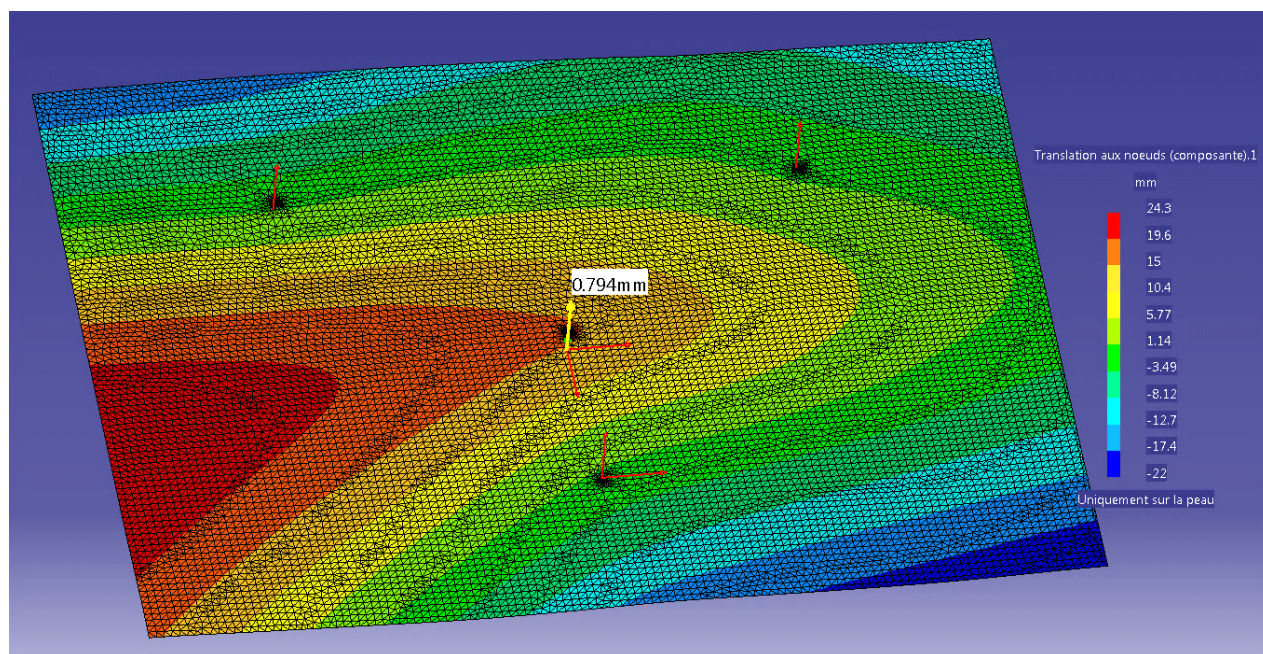 Translation aux noeuds (composante).1
mm
24.3
19.6
15
10.4
5.77
1.14
-3.49
-8.12
-12.7
-17.4
-22
Uniquement sur la peau
0.794mm